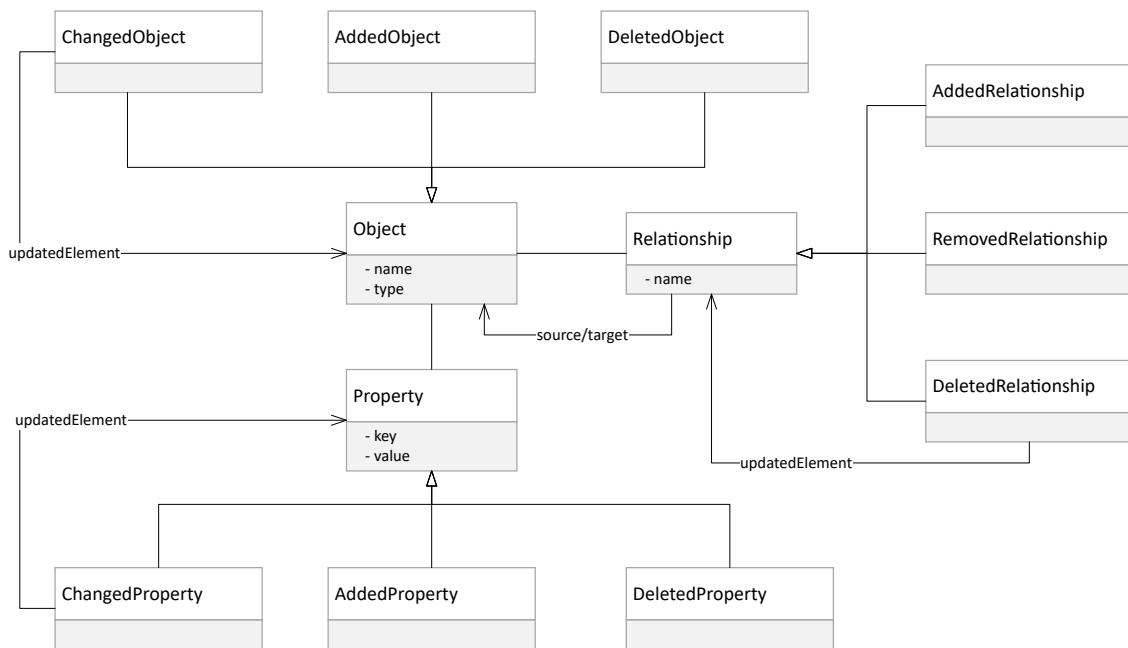 ChangedObject
AddedObject
DeletedObject
AddedRelationship
Object
- name
- type
Relationship
- name
RemovedRelationship
updatedElement
source/target
Property
- key
- value
DeletedRelationship
updatedElement
updatedElement
ChangedProperty
AddedProperty
DeletedProperty